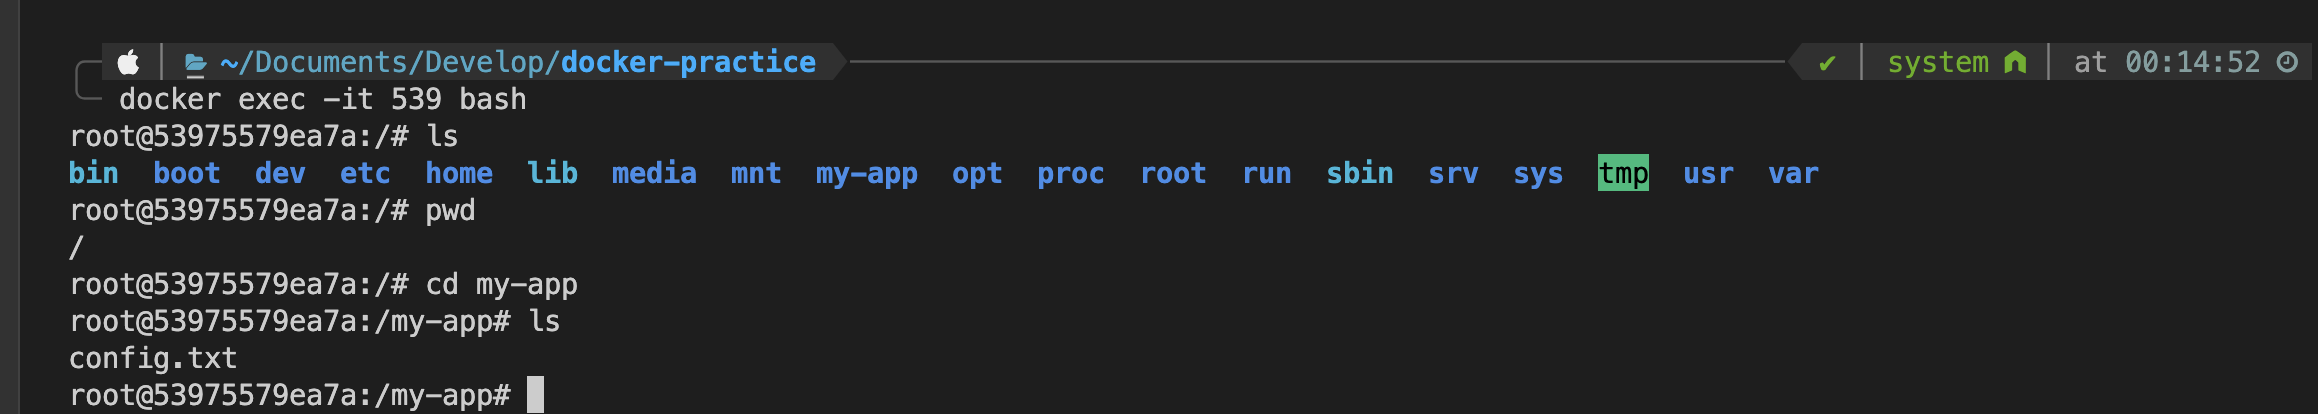 ~/Documents/Develop/docker-practice ✔ system at 00:14:52
docker exec -it 539 bash
root@53975579ea7a:/# ls
bin boot dev etc home lib media mnt my-app opt proc root run sbin srv sys tmp usr var
root@53975579ea7a:/# pwd
/
root@53975579ea7a:/# cd my-app
root@53975579ea7a:/my-app# ls
config.txt
root@53975579ea7a:/my-app#